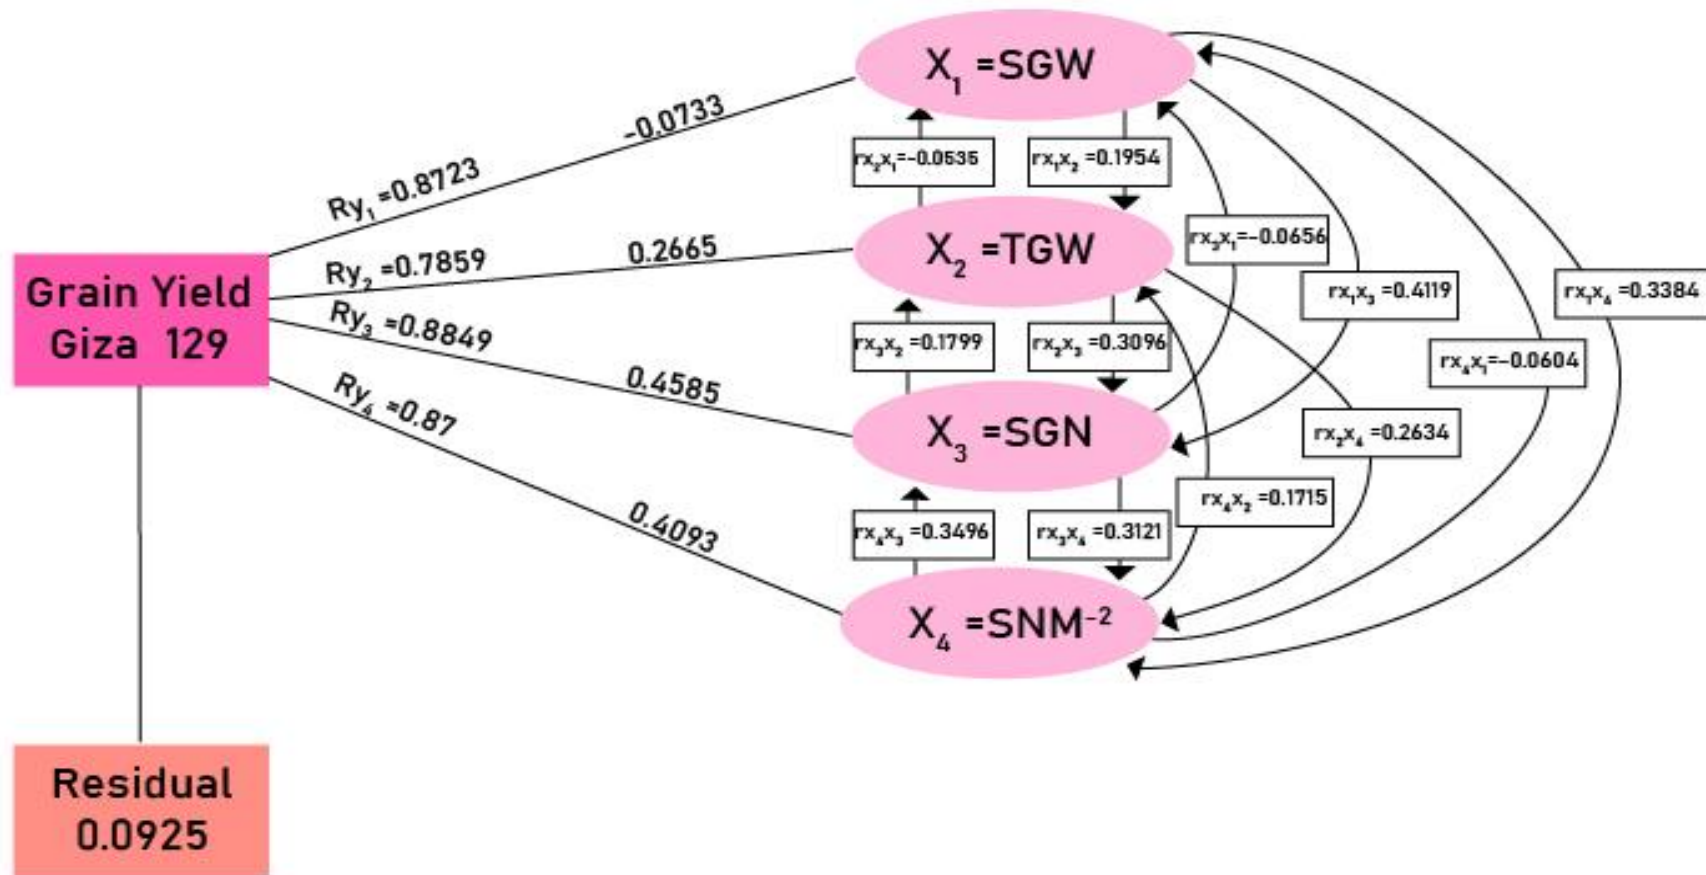 X₁ =SGW
-0.0733
Ry₁ =0.8723
rx₂x₁=-0.0535
rx₁x₂ =0.1954
X₂ =TGW
0.2665
Ry₂ =0.7859
rx₃x₁=-0.0656
rx₁x₃ =0.4119
rx₁x₄ =0.3384
Grain Yield
Giza 129
Ry₃ =0.8849
0.4585
rx₃x₂ =0.1799
rx₂x₃ =0.3096
rx₄x₁=-0.0604
Ry₄ =0.87
X₃ =SGN
rx₂x₄ =0.2634
0.4093
rx₄x₂ =0.1715
rx₄x₃ =0.3496
rx₃x₄ =0.3121
X₄ =SNM⁻²
Residual
0.0925